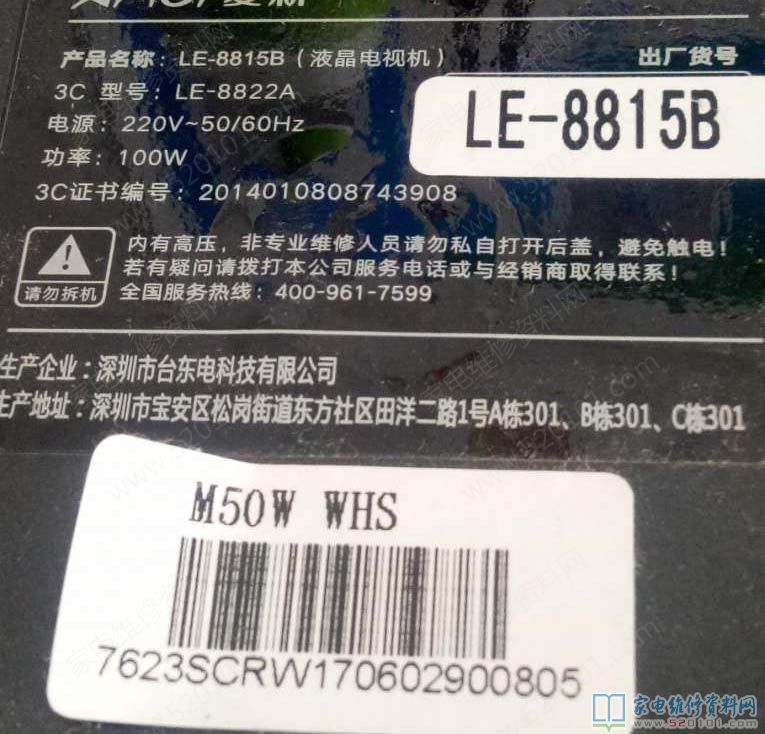 产品名称：LE-8815B（液晶电视机）
出厂货号
3C 型号：LE-8822A
LE-8815B
电源：220V~50/60Hz
功率：100W
3C证书编号：2014010808743908
内有高压，非专业维修人员请勿私自打开后盖，避免触电！
若有疑问请拨打本公司服务电话或与经销商取得联系！
请勿拆机
全国服务热线：400-961-7599
生产企业：深圳市台东电科技有限公司
生产地址：深圳市宝安区松岗街道东方社区田洋二路1号A栋301、B栋301、C栋301
M50W WHS
7623SCRW170602900805
家电维修资料网
www.520101.com